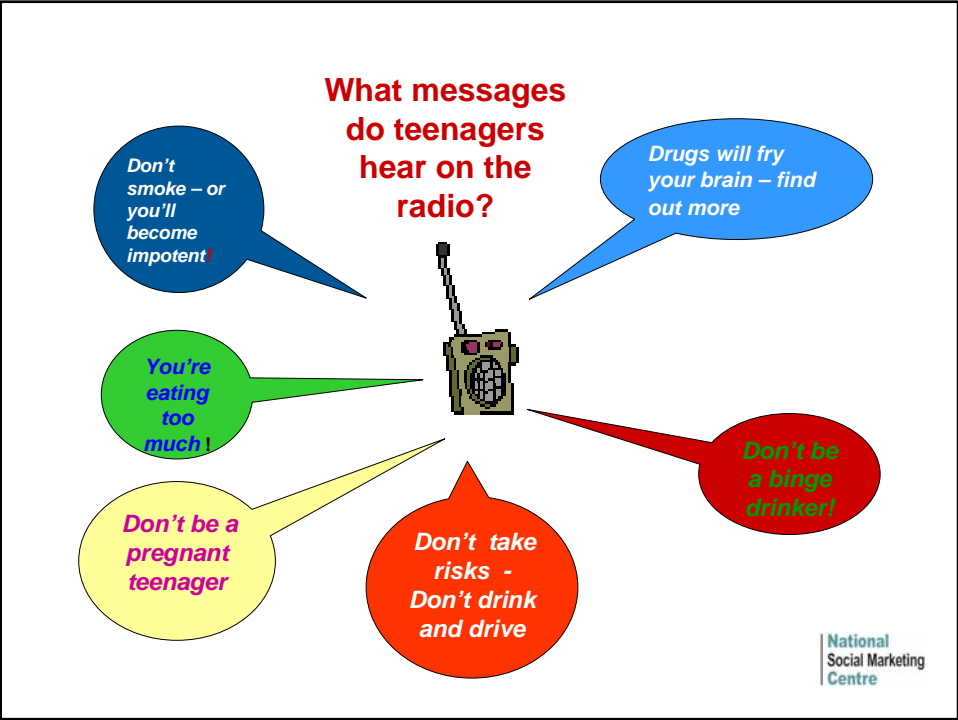 What messages
do teenagers
hear on the
radio?
Don't
smoke – or
you'll
become
impotent!
Drugs will fry
your brain – find
out more
You're
eating
too
much !
Don't be
a binge
drinker!
Don't be a
pregnant
teenager
Don't  take
risks  -
Don't drink
and drive
National
Social Marketing
Centre